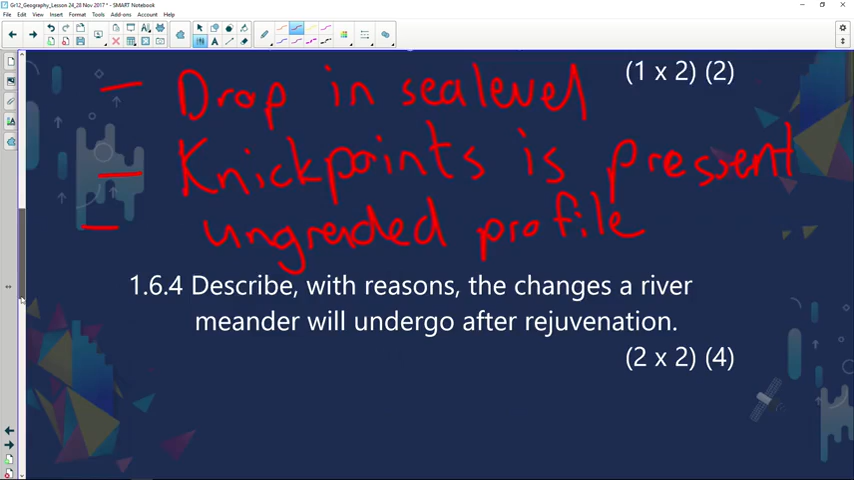 Gr12_Geography_Lesson 24_28 Nov 2017 * - SMART Notebook
File Edit View Insert Format Tools Add-ons Account Help
(1 x 2) (2)
— Drop in sealevel
— Knickpoints is pressent
— ungraded profile
1.6.4 Describe, with reasons, the changes a river
meander will undergo after rejuvenation.
(2 x 2) (4)